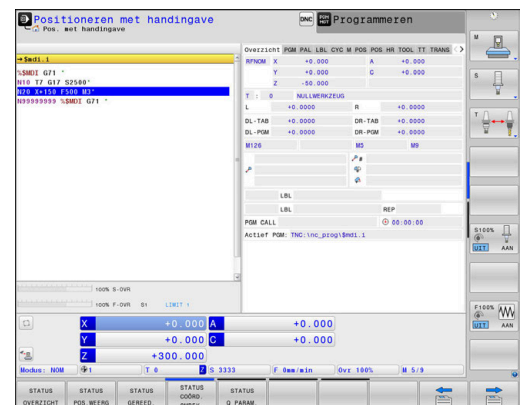 Positioneren met handingave
DNC
Programmeren
Pos. met handingave
→$mdi.i
%$MDI G71 *
N10 T7 G17 S2500*
N20 X+150 F500 M3*
N99999999 %$MDI G71 *
100% S-OVR
100% F-OVR S1 LIMIT 1
Overzicht PGM PAL LBL CYC M POS POS HR TOOL TT TRANS
RFNOM X +0.000 A +0.000
Y +0.000 C +0.000
Z -50.000
T : 0 NULLWERKZEUG
L +0.0000 R +0.0000
DL-TAB +0.0000 DR-TAB +0.0000
DL-PGM +0.0000 DR-PGM +0.0000
M126 M5 M9
LBL
LBL REP
PGM CALL 00:00:00
Actief PGM: TNC:\nc_prog\$mdi.i
M
S
T
S100%
UIT AAN
F100%
UIT AAN
X +0.000 A +0.000
Y +0.000 C +0.000
Z +300.000
Modus: NOM 1 T 0 Z S 3333 F 0mm/min Ovr 100% M 5/9
STATUS OVERZICHT
STATUS POS.WEERG
STATUS GEREED.
STATUS COÖRD.
STATUS Q PARAM.